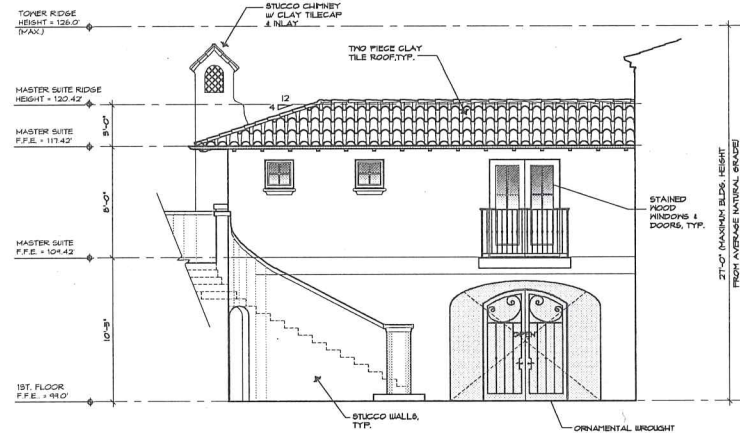 TOWER RIDGE
HEIGHT = 126.0'
(MAX.)
STUCCO CHIMNEY
W/ CLAY TILECAP
& INLAY
TWO PIECE CLAY
TILE ROOF, TYP.
MASTER SUITE RIDGE
HEIGHT = 120.42'
12
4
3'-0"
MASTER SUITE
F.F.E. = 117.42'
8'-0"
STAINED
WOOD
WINDOWS &
DOORS, TYP.
MASTER SUITE
F.F.E. = 109.42'
10'-5"
OPEN
1ST. FLOOR
F.F.E. = 99.0'
STUCCO WALLS,
TYP.
ORNAMENTAL WROUGHT
27'-0" (MAXIMUM BLDG. HEIGHT
FROM AVERAGE NATURAL GRADE)